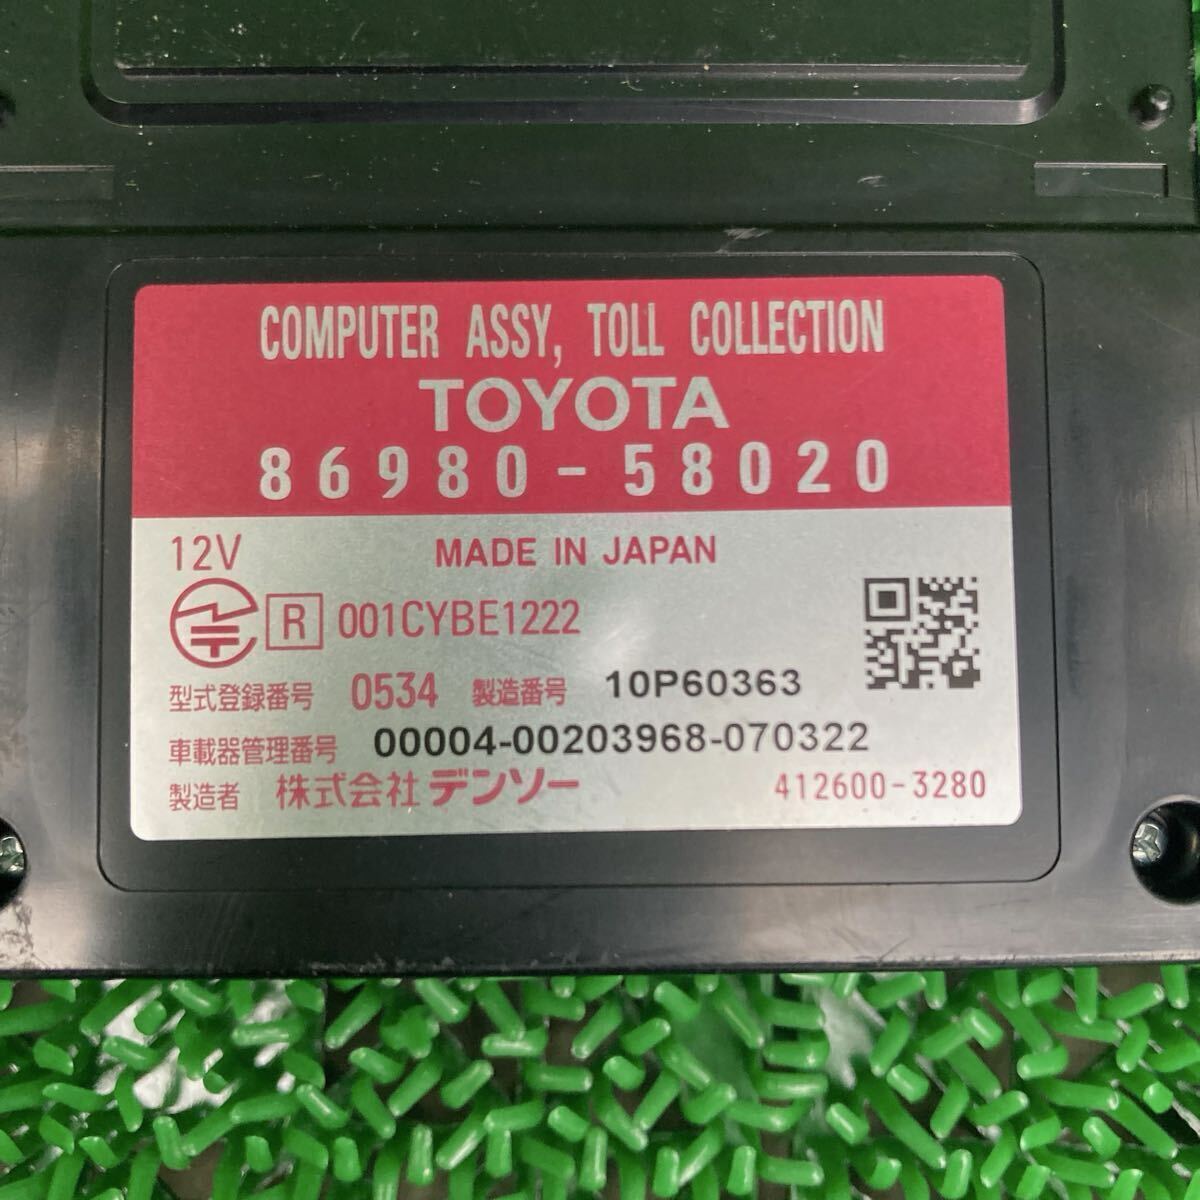 COMPUTER ASSY, TOLL COLLECTION
TOYOTA
86980-58020
12V MADE IN JAPAN
R 001CYBE1222
型式登録番号 0534 製造番号 10P60363
車載器管理番号 00004-00203968-070322
製造者 株式会社 デンソー 412600-3280